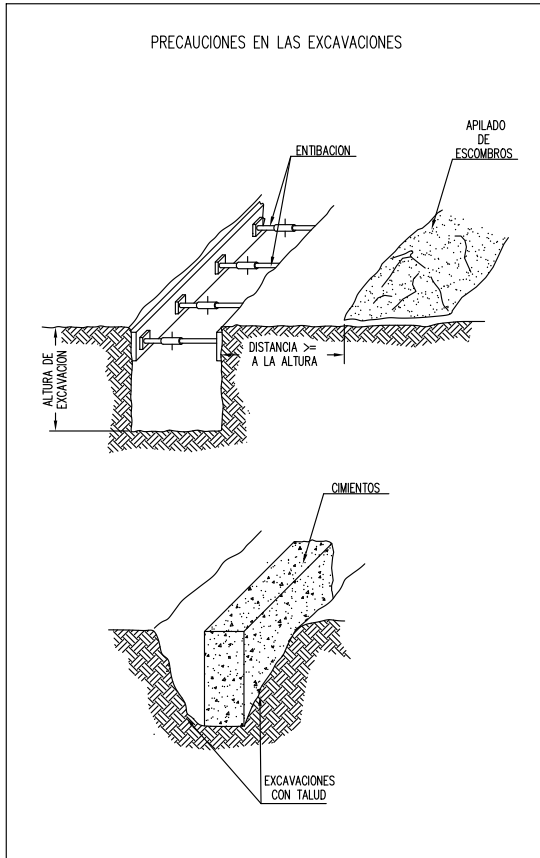 PRECAUCIONES EN LAS EXCAVACIONES
APILADO
DE
ESCOMBROS
ENTIBACION
ALTURA DE
EXCAVACION
DISTANCIA >=
A LA ALTURA
CIMIENTOS
EXCAVACIONES
CON TALUD